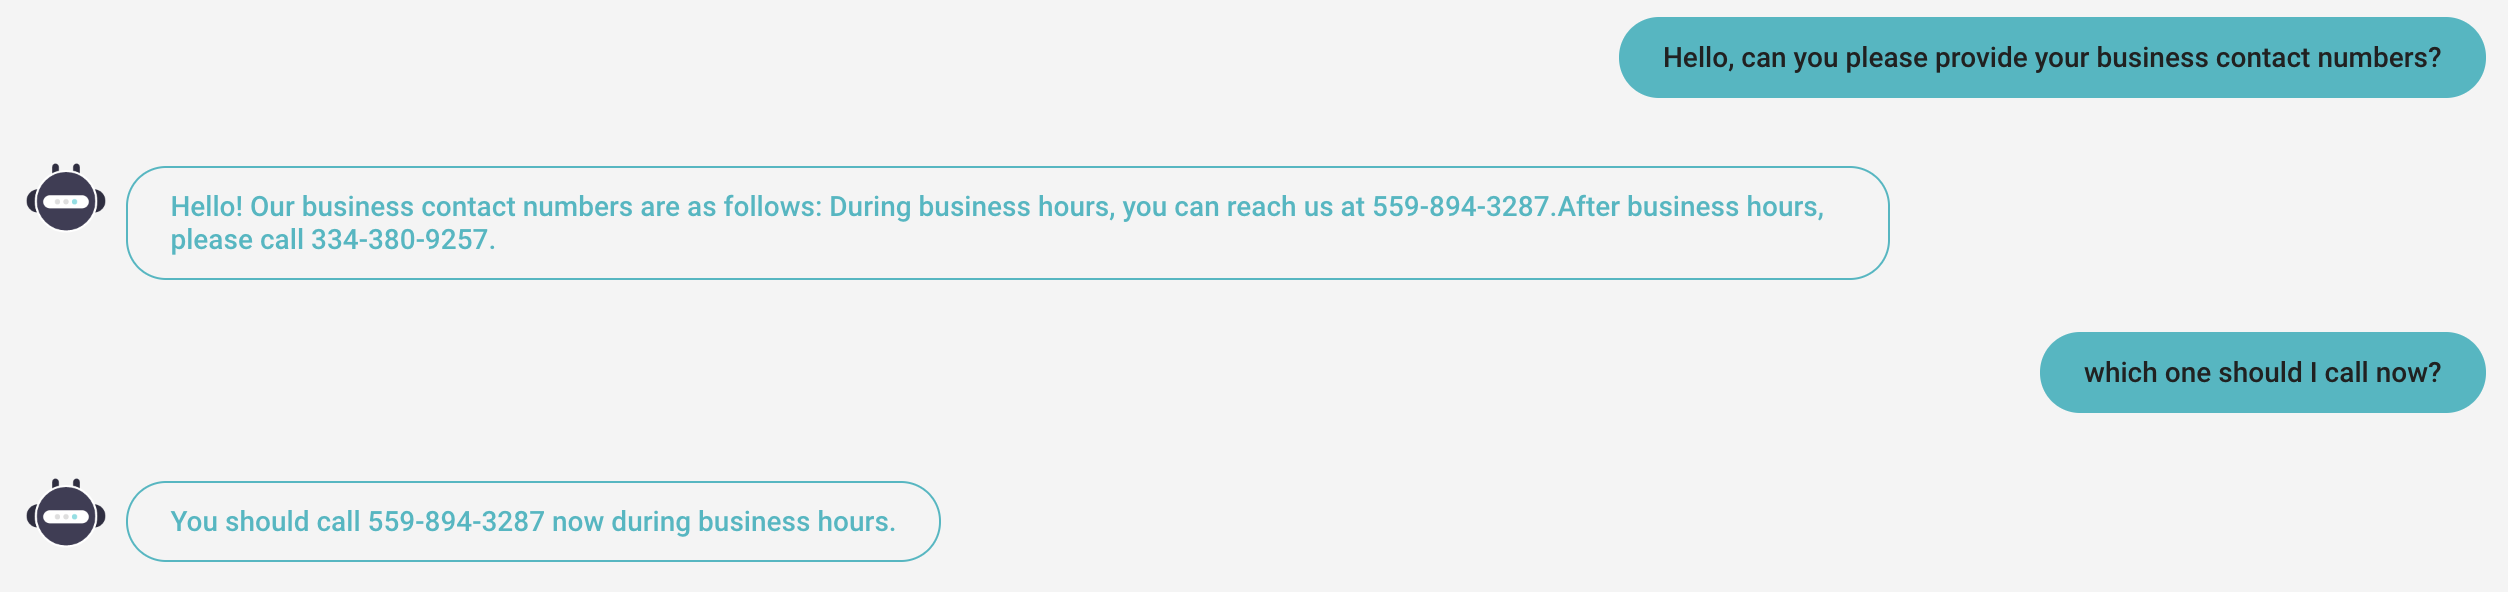 Hello, can you please provide your business contact numbers?
Hello! Our business contact numbers are as follows: During business hours, you can reach us at 559-894-3287.After business hours,
please call 334-380-9257.
which one should I call now?
You should call 559-894-3287 now during business hours.